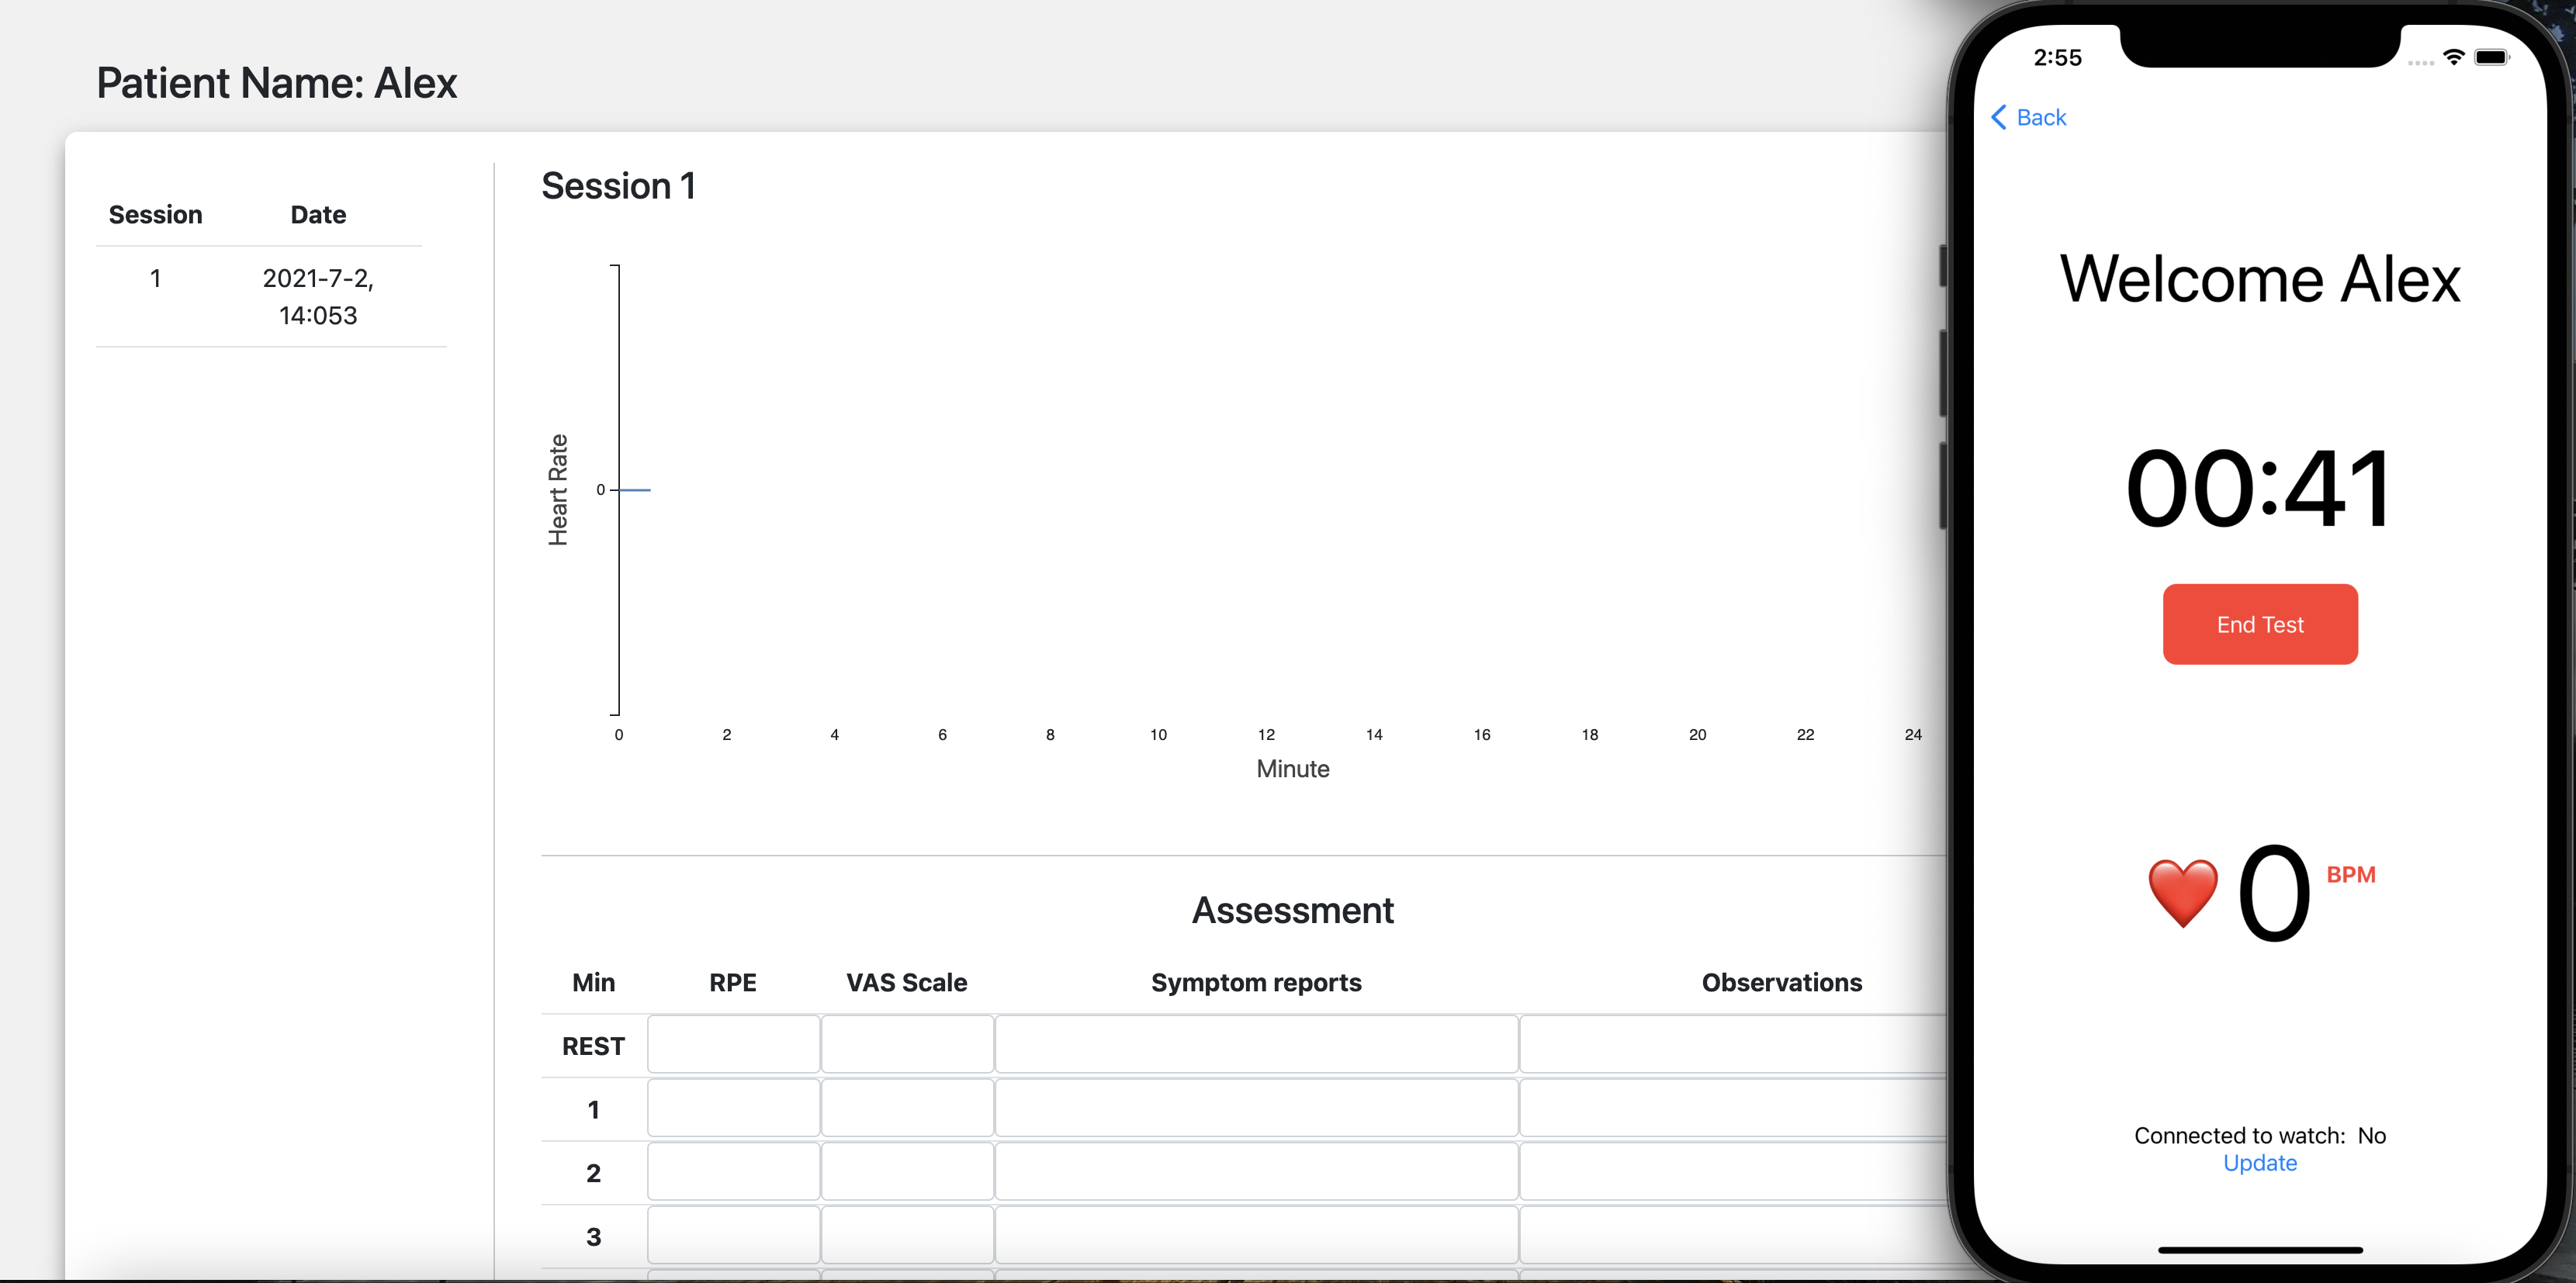 Patient Name: Alex
Session Date
1 2021-7-2,
14:053
Session 1
Heart Rate
0
0 2 4 6 8 10 12 14 16 18 20 22 24
Minute
Assessment
Min RPE VAS Scale Symptom reports Observations
REST
1
2
3
2:55
Back
Welcome Alex
00:41
End Test
0 BPM
Connected to watch: No
Update